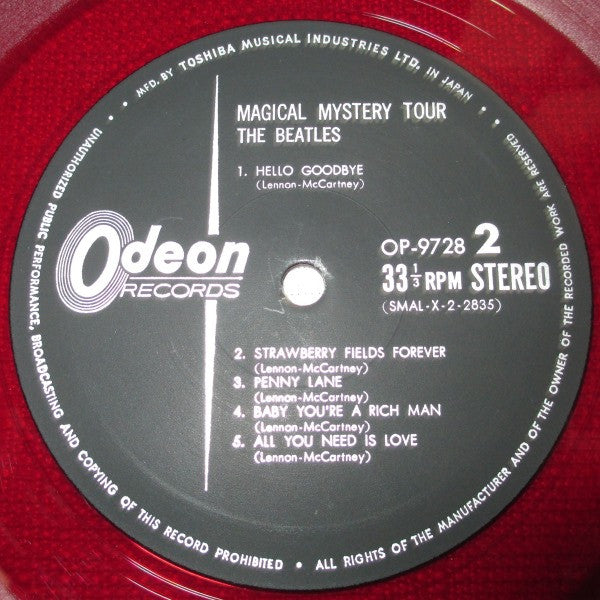 MFD. BY TOSHIBA MUSICAL INDUSTRIES LTD. IN JAPAN
MAGICAL MYSTERY TOUR
THE BEATLES
1. HELLO GOODBYE
(Lennon-McCartney)
Odeon
RECORDS
OP-9728 2
33 1/3 RPM STEREO
(SMAL-X-2-2835)
2. STRAWBERRY FIELDS FOREVER
(Lennon-McCartney)
3. PENNY LANE
(Lennon-McCartney)
4. BABY YOU'RE A RICH MAN
(Lennon-McCartney)
5. ALL YOU NEED IS LOVE
(Lennon-McCartney)
UNAUTHORIZED PUBLIC PERFORMANCE, BROADCASTING AND COPYING OF THIS RECORD PROHIBITED • ALL RIGHTS OF THE MANUFACTURER AND OF THE OWNER OF THE RECORDED WORK ARE RESERVED